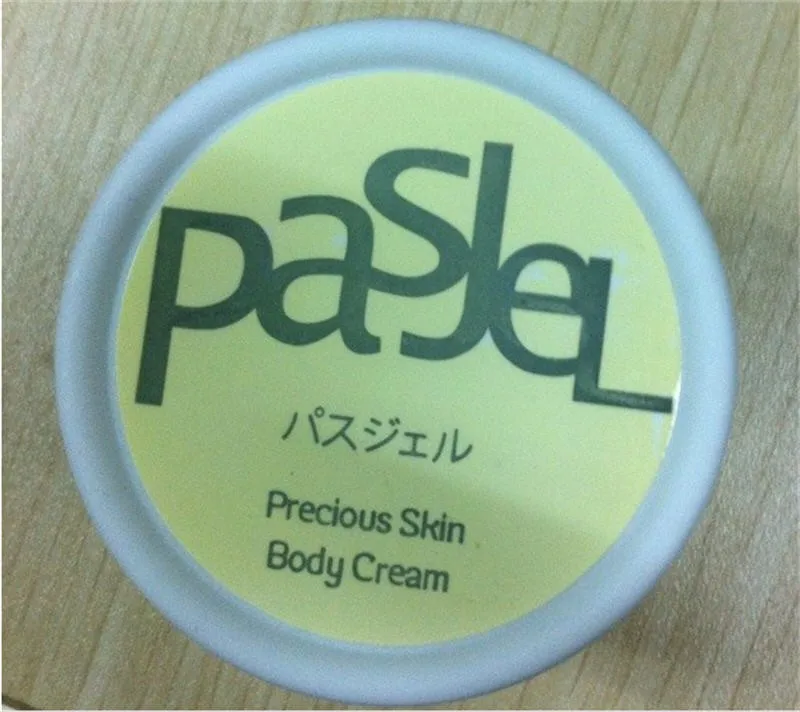 PaSJeL
パスジェル
Precious Skin
Body Cream